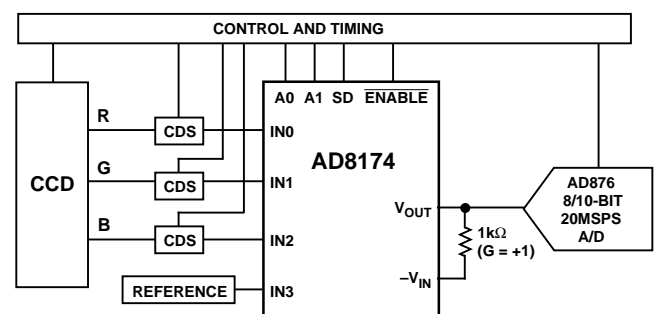 CONTROL AND TIMING
A0 A1 SD ENABLE
R
CDS
IN0
AD8174
G
CCD
CDS
IN1
AD876
8/10-BIT
20MSPS
A/D
VOUT
B
CDS
IN2
1kΩ
(G = +1)
–VIN
REFERENCE
IN3